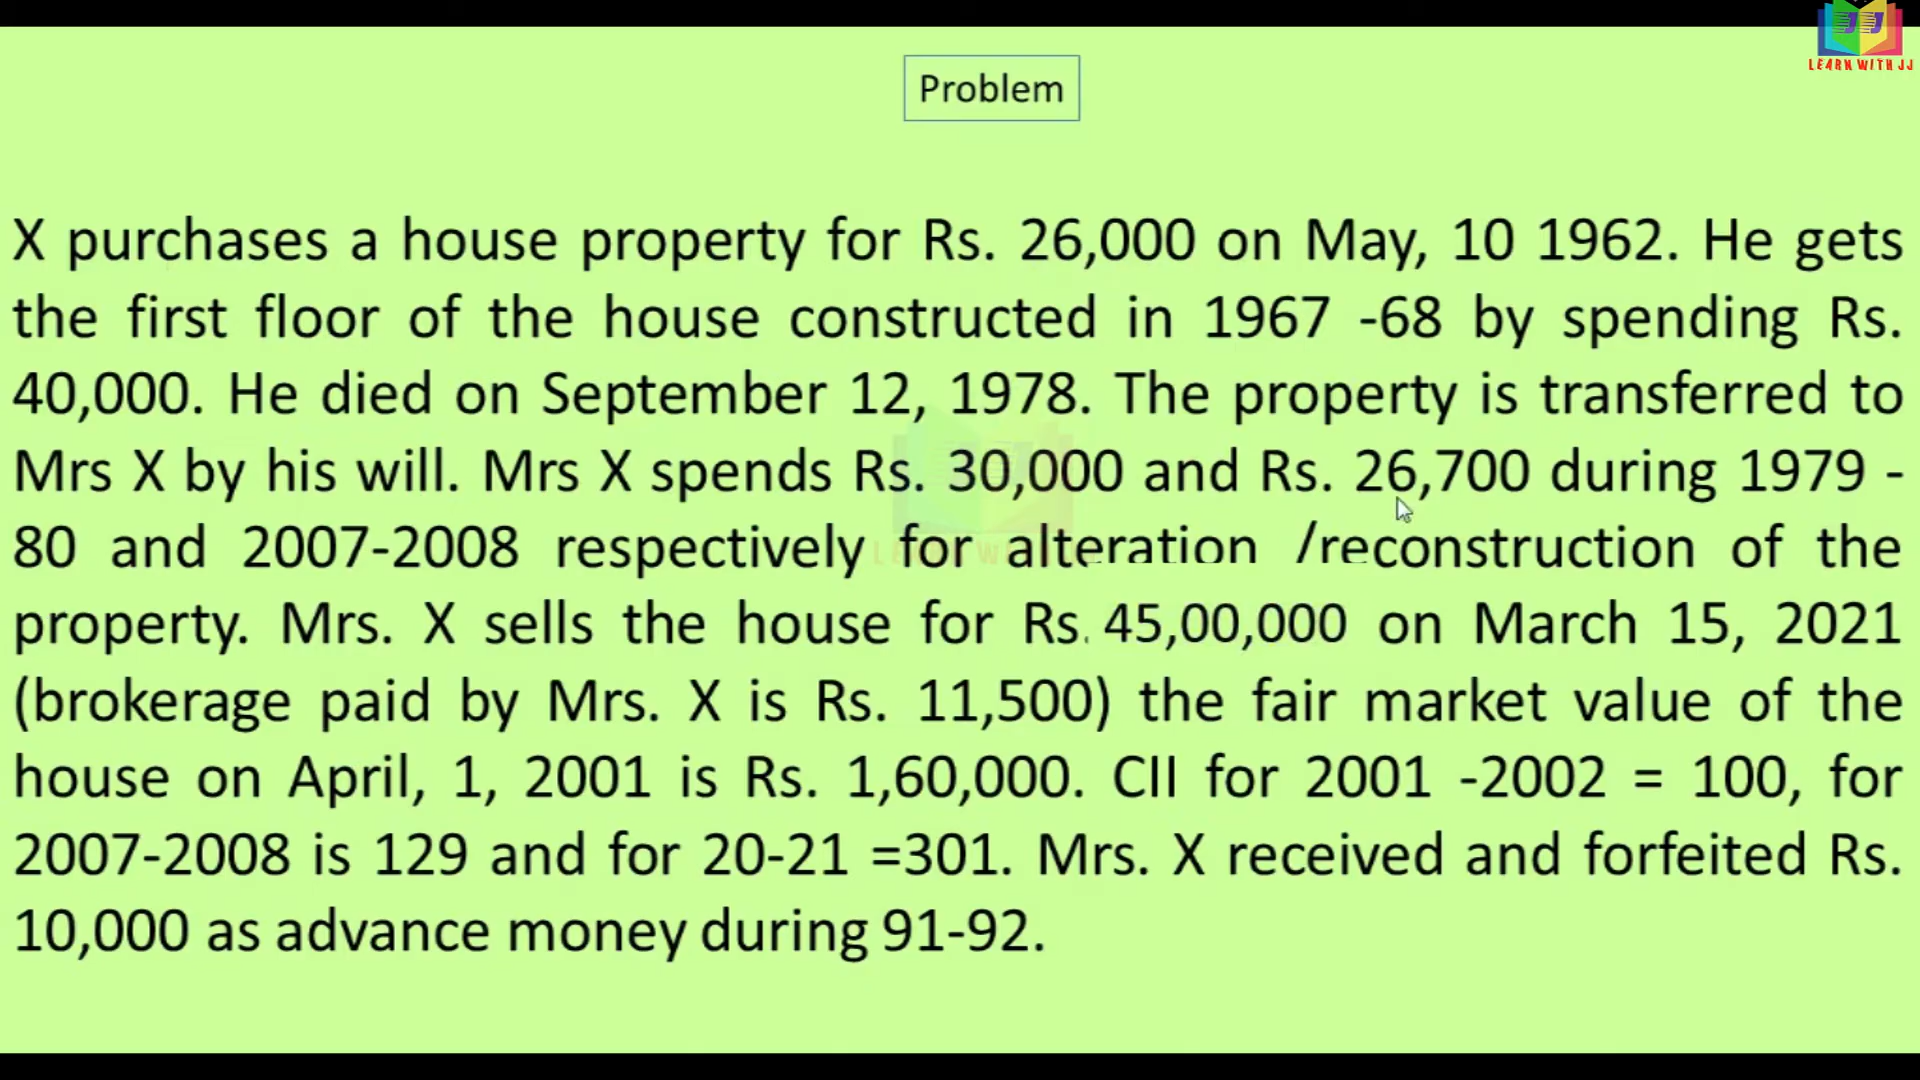 LEARN WITH JJ
Problem
X purchases a house property for Rs. 26,000 on May, 10 1962. He gets
the first floor of the house constructed in 1967 -68 by spending Rs.
40,000. He died on September 12, 1978. The property is transferred to
Mrs X by his will. Mrs X spends Rs. 30,000 and Rs. 26,700 during 1979 -
80 and 2007-2008 respectively for alteration /reconstruction of the
property. Mrs. X sells the house for Rs. 45,00,000 on March 15, 2021
(brokerage paid by Mrs. X is Rs. 11,500) the fair market value of the
house on April, 1, 2001 is Rs. 1,60,000. CII for 2001 -2002 = 100, for
2007-2008 is 129 and for 20-21 =301. Mrs. X received and forfeited Rs.
10,000 as advance money during 91-92.